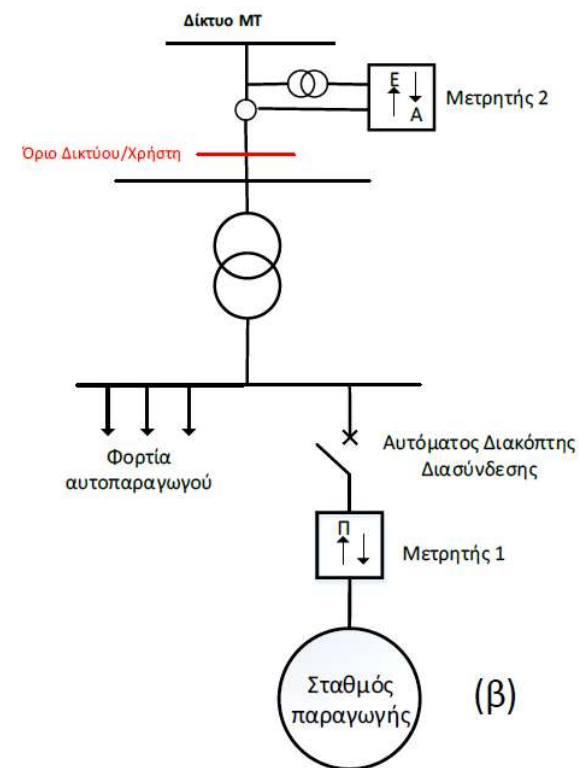 Δίκτυο ΜΤ
Ε
Α
Μετρητής 2
Όριο Δικτύου/Χρήστη
Φορτία
αυτοπαραγωγού
Αυτόματος Διακόπτης
Διασύνδεσης
Π
Μετρητής 1
Σταθμός
παραγωγής
(β)